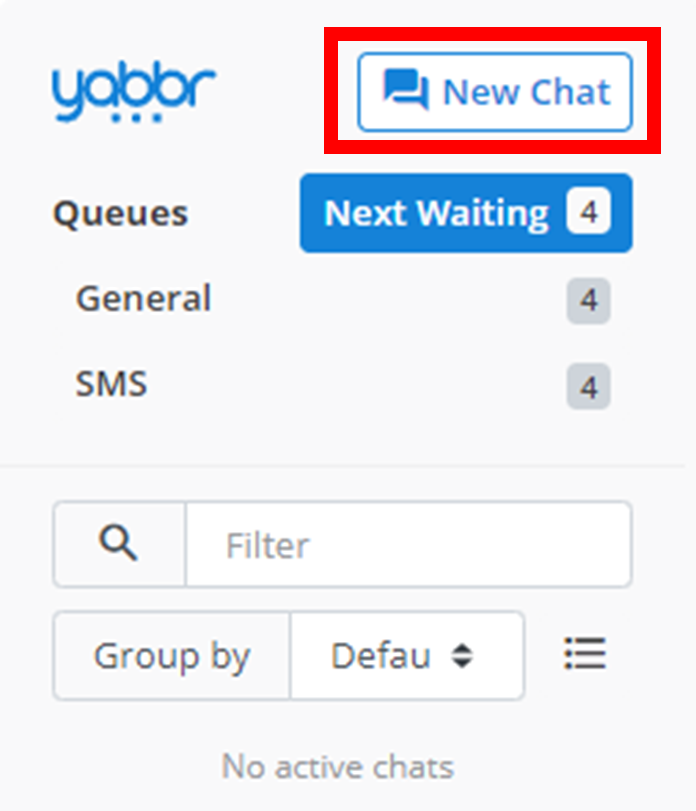 yabbr New Chat
Queues Next Waiting 4
General 4
SMS 4
Filter
Group by Defau
No active chats